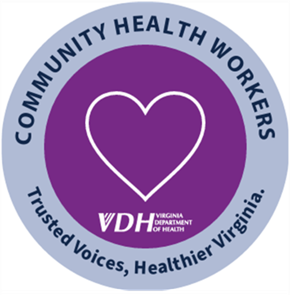 COMMUNITY HEALTH WORKERS
VDH VIRGINIA
DEPARTMENT
OF HEALTH
Trusted Voices, Healthier Virginia.